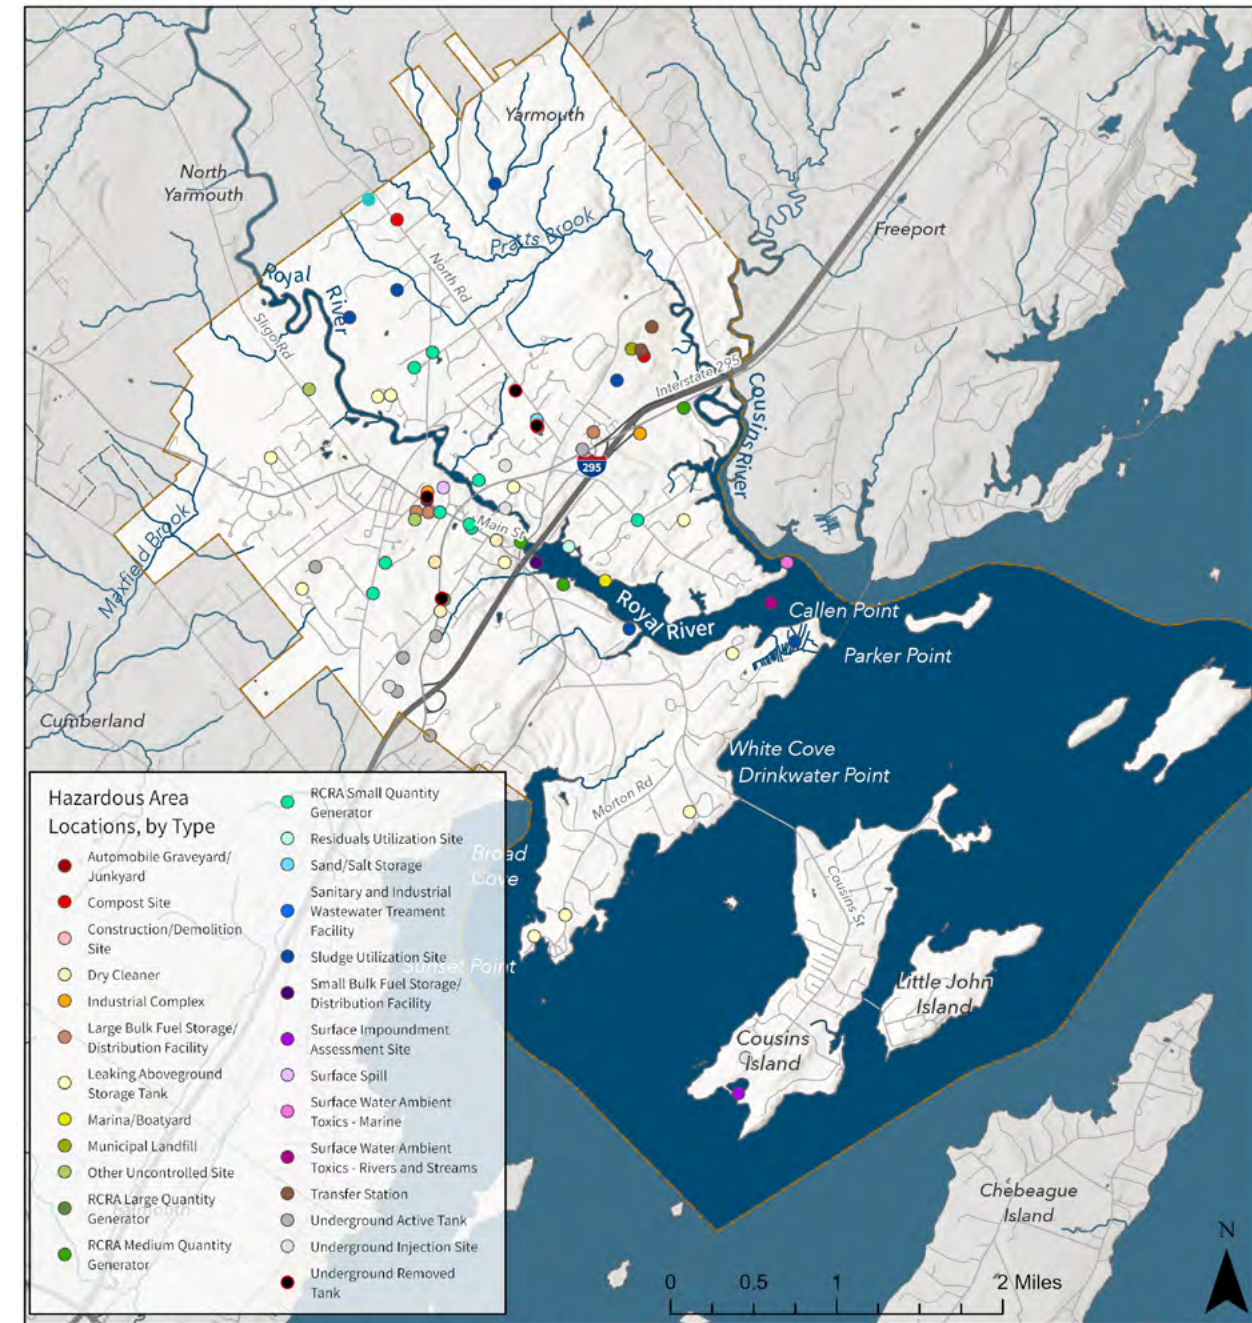 Yarmouth
North
Yarmouth
Freeport
Pratts Brook
Royal
River
North Rd
Sligo Rd
Interstate 295
Cousins River
295
Maxfield Brook
Main St
Royal River
Callen Point
Parker Point
Cumberland
White Cove
Drinkwater Point
Morton Rd
Broad
Cove
Cousins St
Sunset Point
Little John
Island
Cousins
Island
Chebeague
Island
Falmouth
Hazardous Area
Locations, by Type
Automobile Graveyard/
Junkyard
Compost Site
Construction/Demolition
Site
Dry Cleaner
Industrial Complex
Large Bulk Fuel Storage/
Distribution Facility
Leaking Aboveground
Storage Tank
Marina/Boatyard
Municipal Landfill
Other Uncontrolled Site
RCRA Large Quantity
Generator
RCRA Medium Quantity
Generator
RCRA Small Quantity
Generator
Residuals Utilization Site
Sand/Salt Storage
Sanitary and Industrial
Wastewater Treament
Facility
Sludge Utilization Site
Small Bulk Fuel Storage/
Distribution Facility
Surface Impoundment
Assessment Site
Surface Spill
Surface Water Ambient
Toxics - Marine
Surface Water Ambient
Toxics - Rivers and Streams
Transfer Station
Underground Active Tank
Underground Injection Site
Underground Removed
Tank
0 0.5 1 2 Miles
N